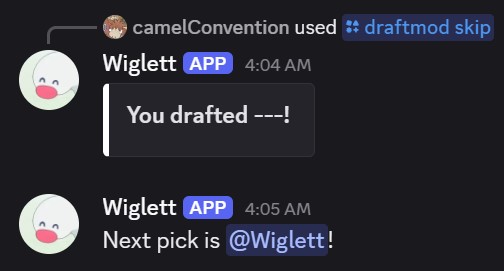 camelConvention used draftmod skip
Wiglett APP 4:04 AM
You drafted ---!
Wiglett APP 4:05 AM
Next pick is @Wiglett!